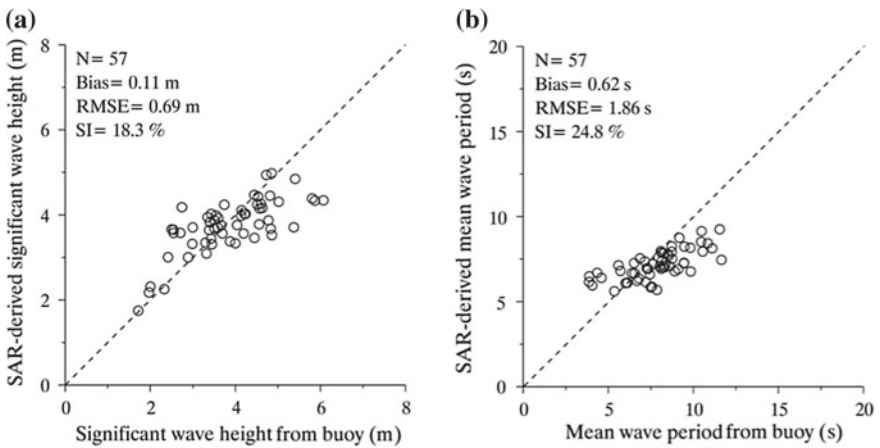 (a)
8
N= 57
Bias= 0.11 m
RMSE= 0.69 m
SI= 18.3 %
6
4
2
0
0 2 4 6 8
SAR-derived significant wave height (m)
Significant wave height from buoy (m)
(b)
20
N= 57
Bias= 0.62 s
RMSE= 1.86 s
SI= 24.8 %
15
10
5
0
0 5 10 15 20
SAR-derived mean wave period (s)
Mean wave period from buoy (s)